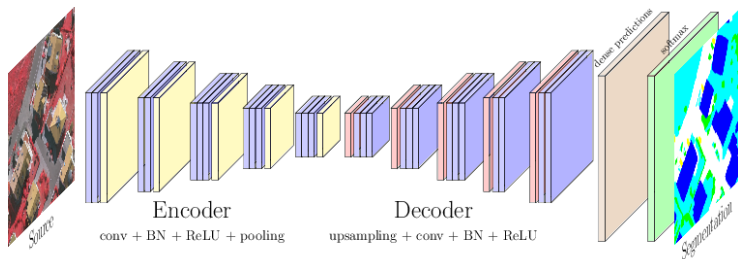 dense predictions
softmax
Source
Encoder
conv + BN + ReLU + pooling
Decoder
upsampling + conv + BN + ReLU
Segmentation